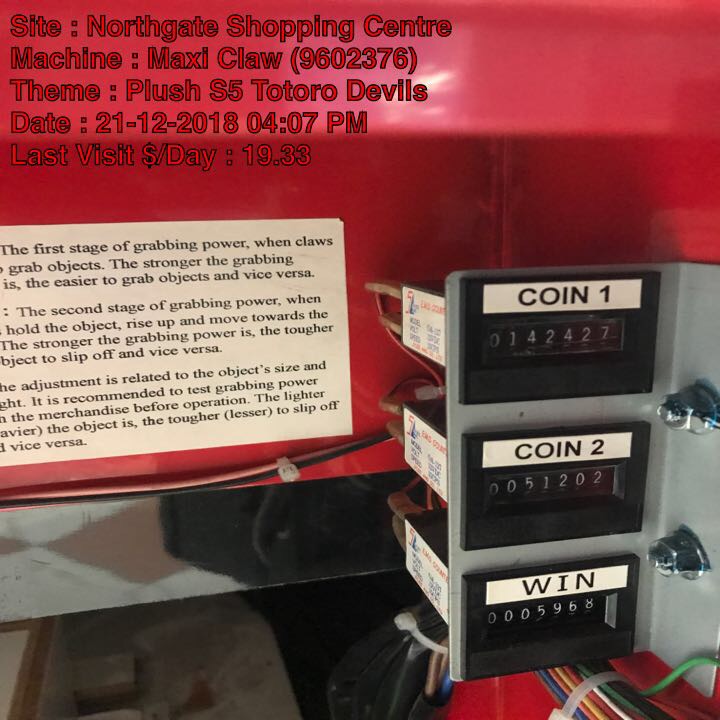 Site : Northgate Shopping Centre
Machine : Maxi Claw (9602376)
Theme : Plush S5 Totoro Devils
Date : 21-12-2018 04:07 PM
Last Visit $/Day : 19.33
The first stage of grabbing power, when claws
grab objects. The stronger the grabbing
is, the easier to grab objects and vice versa.
: The second stage of grabbing power, when
hold the object, rise up and move towards the
The stronger the grabbing power is, the tougher
object to slip off and vice versa.
he adjustment is related to the object's size and
ght. It is recommended to test grabbing power
n the merchandise before operation. The lighter
avier) the object is, the tougher (lesser) to slip off
d vice versa.
COIN 1
0142427
COIN 2
0051202
WIN
0005968